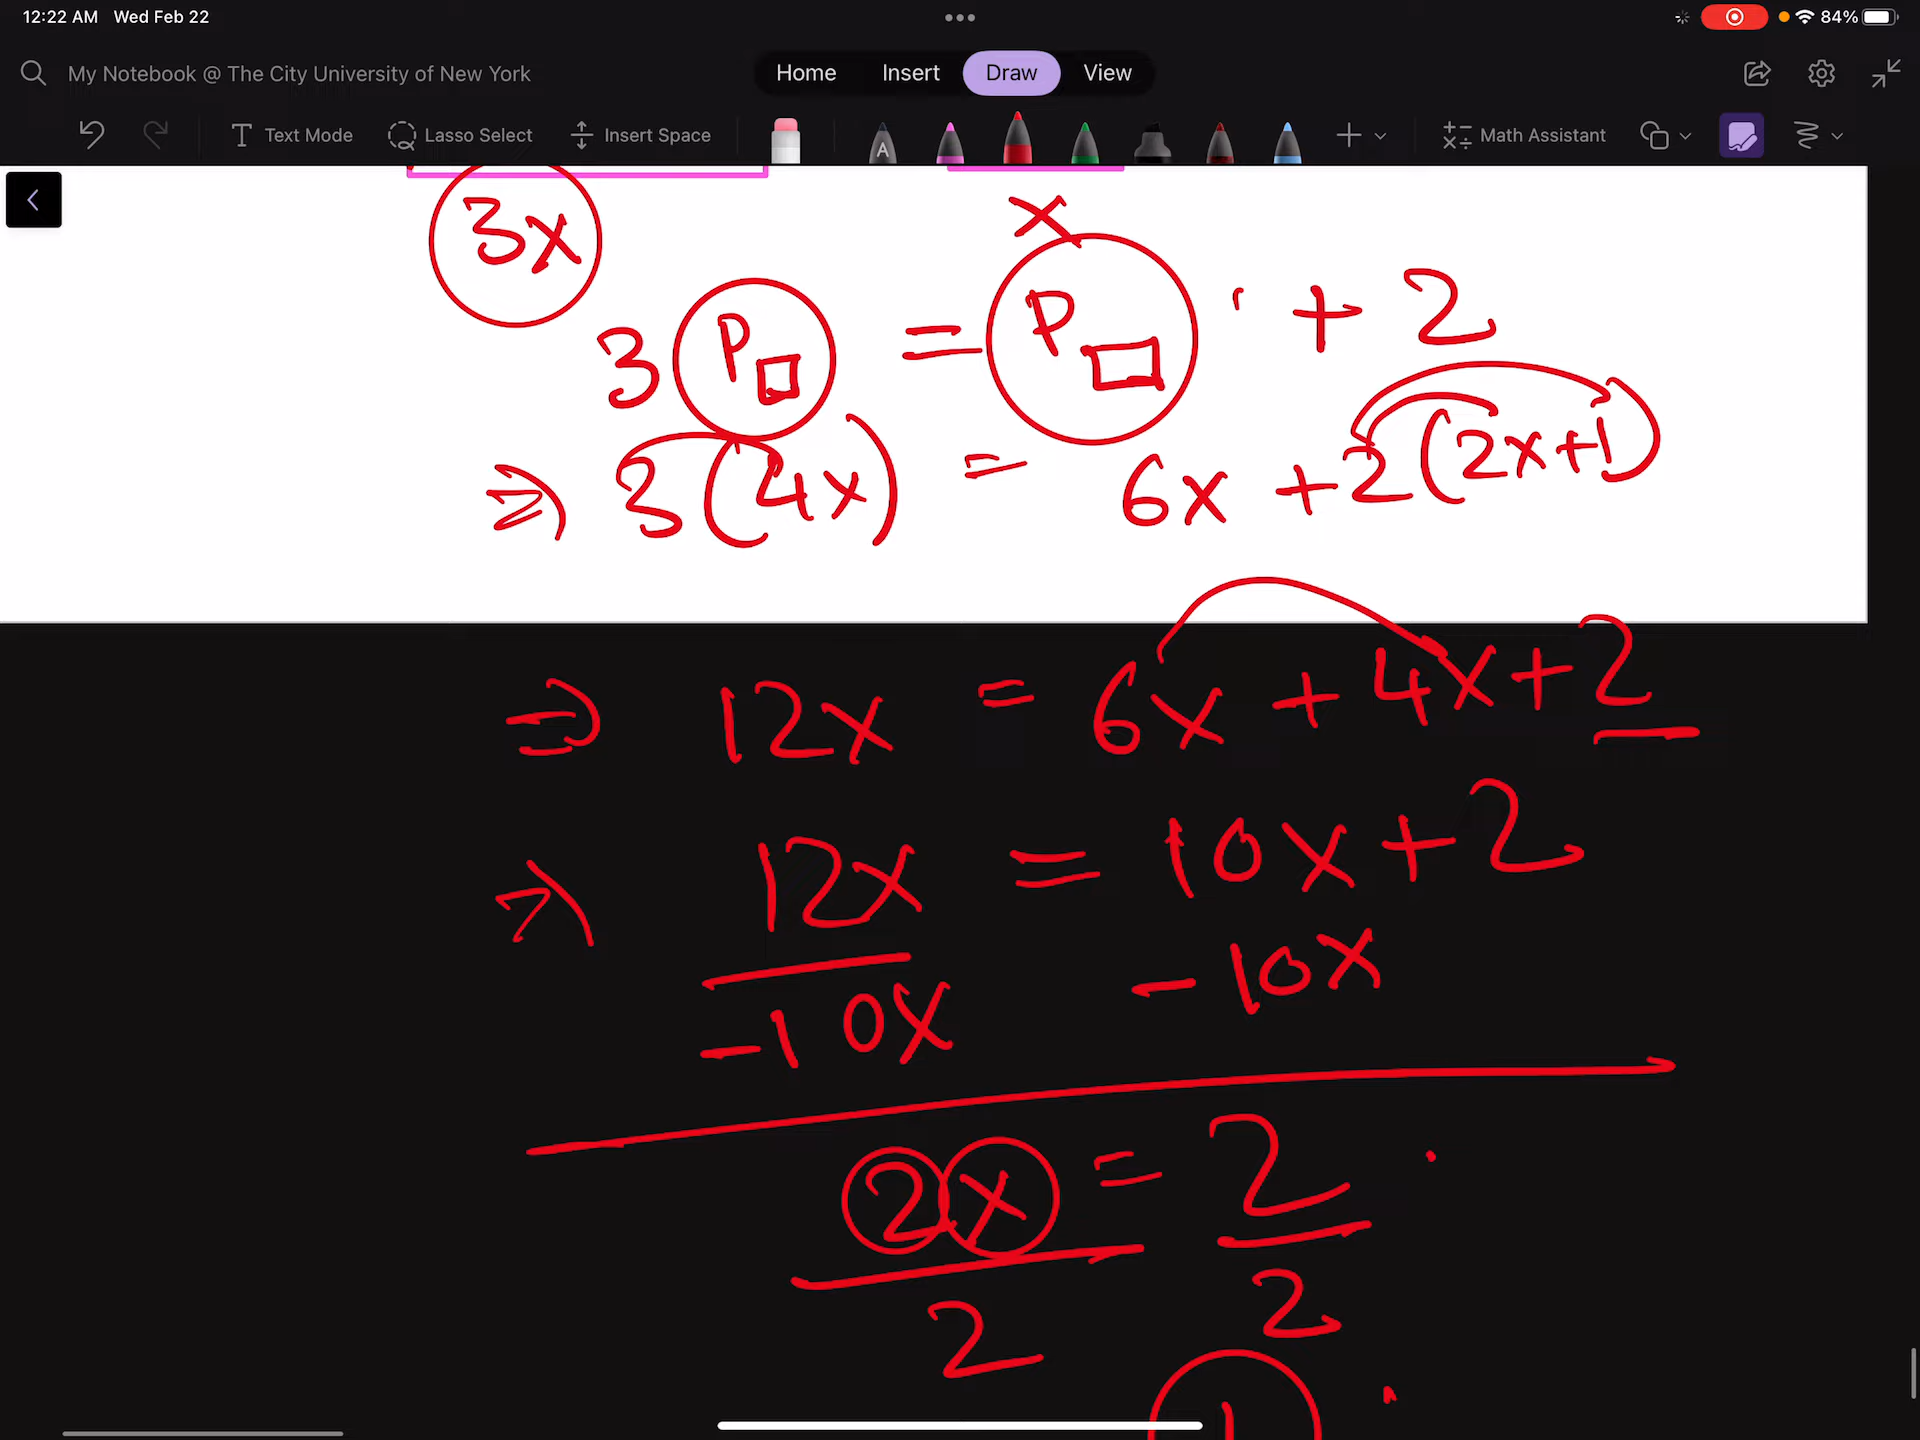 12:22 AM Wed Feb 22
84%
My Notebook @ The City University of New York
Home Insert Draw View
Text Mode Lasso Select Insert Space
A
Math Assistant
3x
x
3 P□ = P▭ + 2
⇒ 3(4x) = 6x + 2(2x+1)
⇒ 12x = 6x + 4x + 2
⇒ 12x = 10x + 2
-10x - 10x
2x = 2
2 2
1